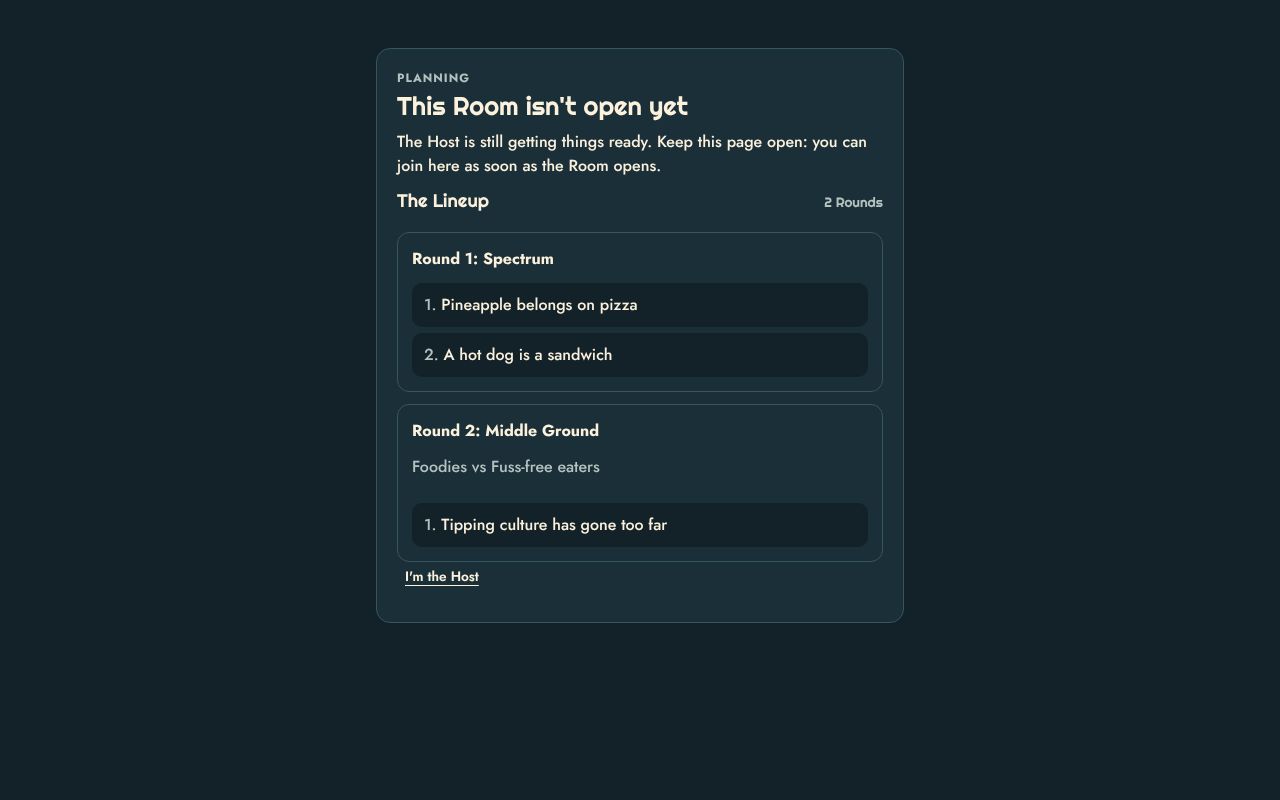 PLANNING
This Room isn't open yet
The Host is still getting things ready. Keep this page open: you can
join here as soon as the Room opens.
The Lineup
2 Rounds
Round 1: Spectrum
1. Pineapple belongs on pizza
2. A hot dog is a sandwich
Round 2: Middle Ground
Foodies vs Fuss-free eaters
1. Tipping culture has gone too far
I'm the Host